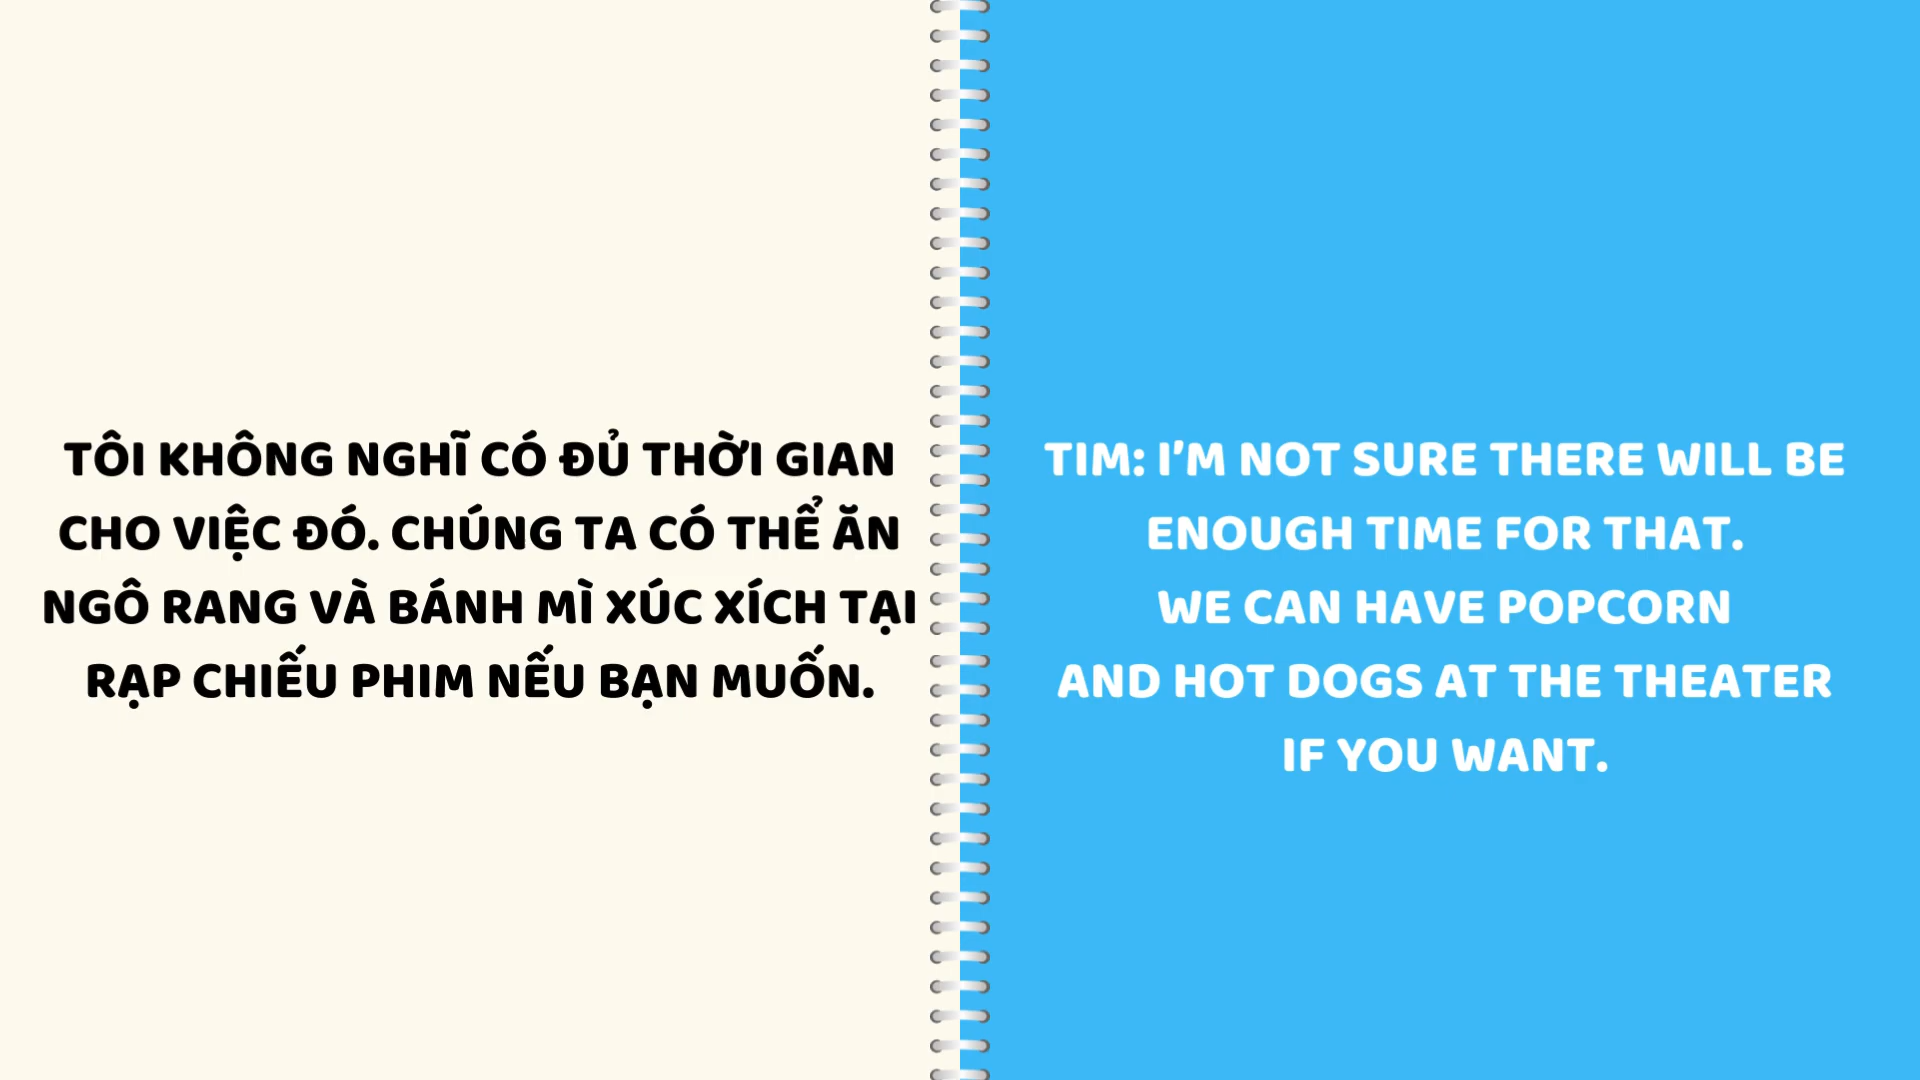 TÔI KHÔNG NGHĨ CÓ ĐỦ THỜI GIAN
CHO VIỆC ĐÓ. CHÚNG TA CÓ THỂ ĂN
NGÔ RANG VÀ BÁNH MÌ XÚC XÍCH TẠI
RẠP CHIẾU PHIM NẾU BẠN MUỐN.
TIM: I'M NOT SURE THERE WILL BE
ENOUGH TIME FOR THAT.
WE CAN HAVE POPCORN
AND HOT DOGS AT THE THEATER
IF YOU WANT.